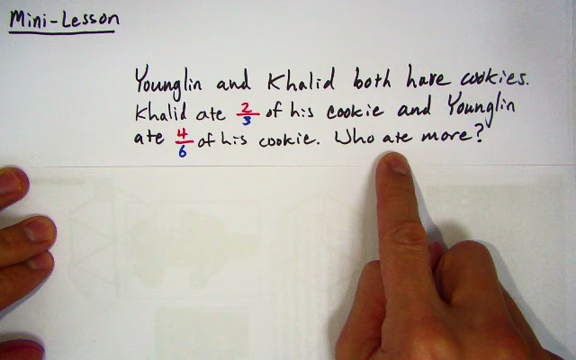 Mini-Lesson
Younglin and Khalid both have cookies.
Khalid ate 2/3 of his cookie and Younglin
ate 4/6 of his cookie. Who ate more?